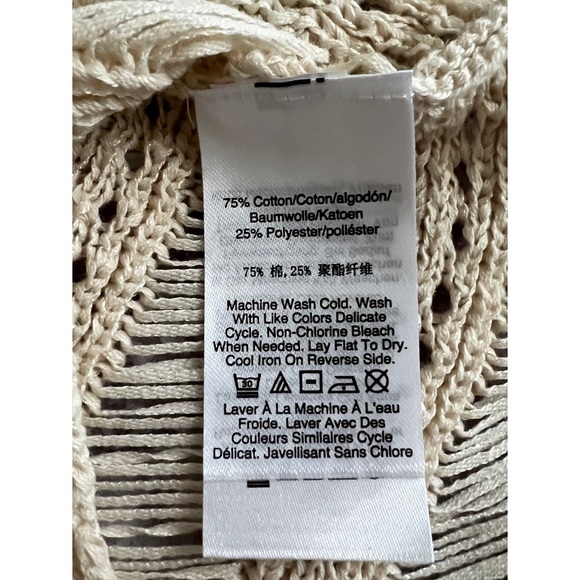 75% Cotton/Coton/algodón/
Baumwolle/Katoen
25% Polyester/poliéster
75% 棉,25% 聚酯纤维
Machine Wash Cold. Wash
With Like Colors Delicate
Cycle. Non-Chlorine Bleach
When Needed. Lay Flat To Dry.
Cool Iron On Reverse Side.
30
Laver À La Machine À L'eau
Froide. Laver Avec Des
Couleurs Similaires Cycle
Délicat. Javellisant Sans Chlore